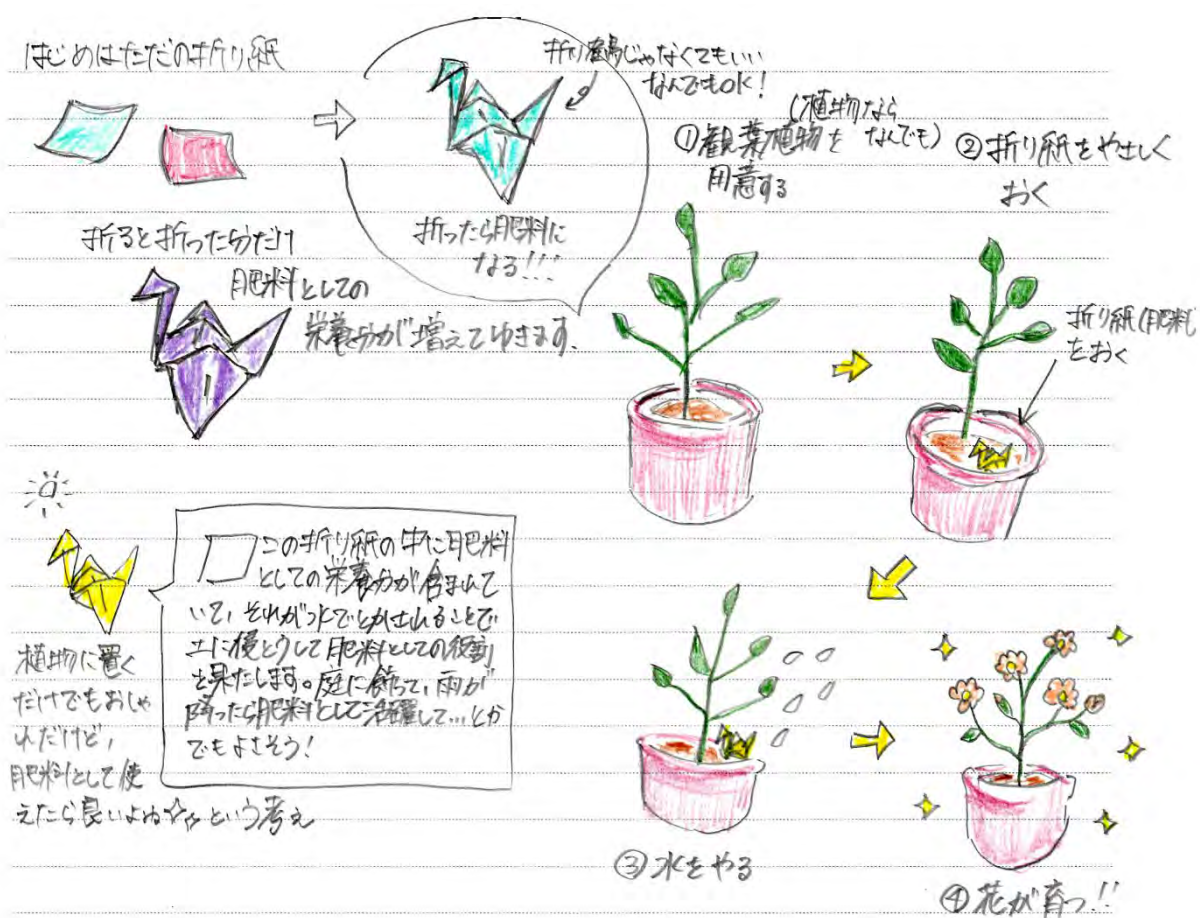 はじめはただの折り紙
折り鶴じゃなくてもいい
なんでもOK!
折ったら肥料に
なる!!!
折ると折った分だけ
肥料としての
栄養分が増えてゆきます.
①観葉植物を
(植物なら
なんでも)
用意する
②折り紙をやさしく
おく
折り紙(肥料)
をおく
この折り紙の中に肥料
としての栄養分が含まれて
いて、それが水でとかされることで
土に浸とうして肥料としての役割
を果たします。庭に飾って、雨が
降ったら肥料として活躍して…とか
でもよさそう!
植物に置く
だけでもおしゃ
れだけど,
肥料として使
えたら良いよね☆という考え
③水をやる
④花が育つ!!